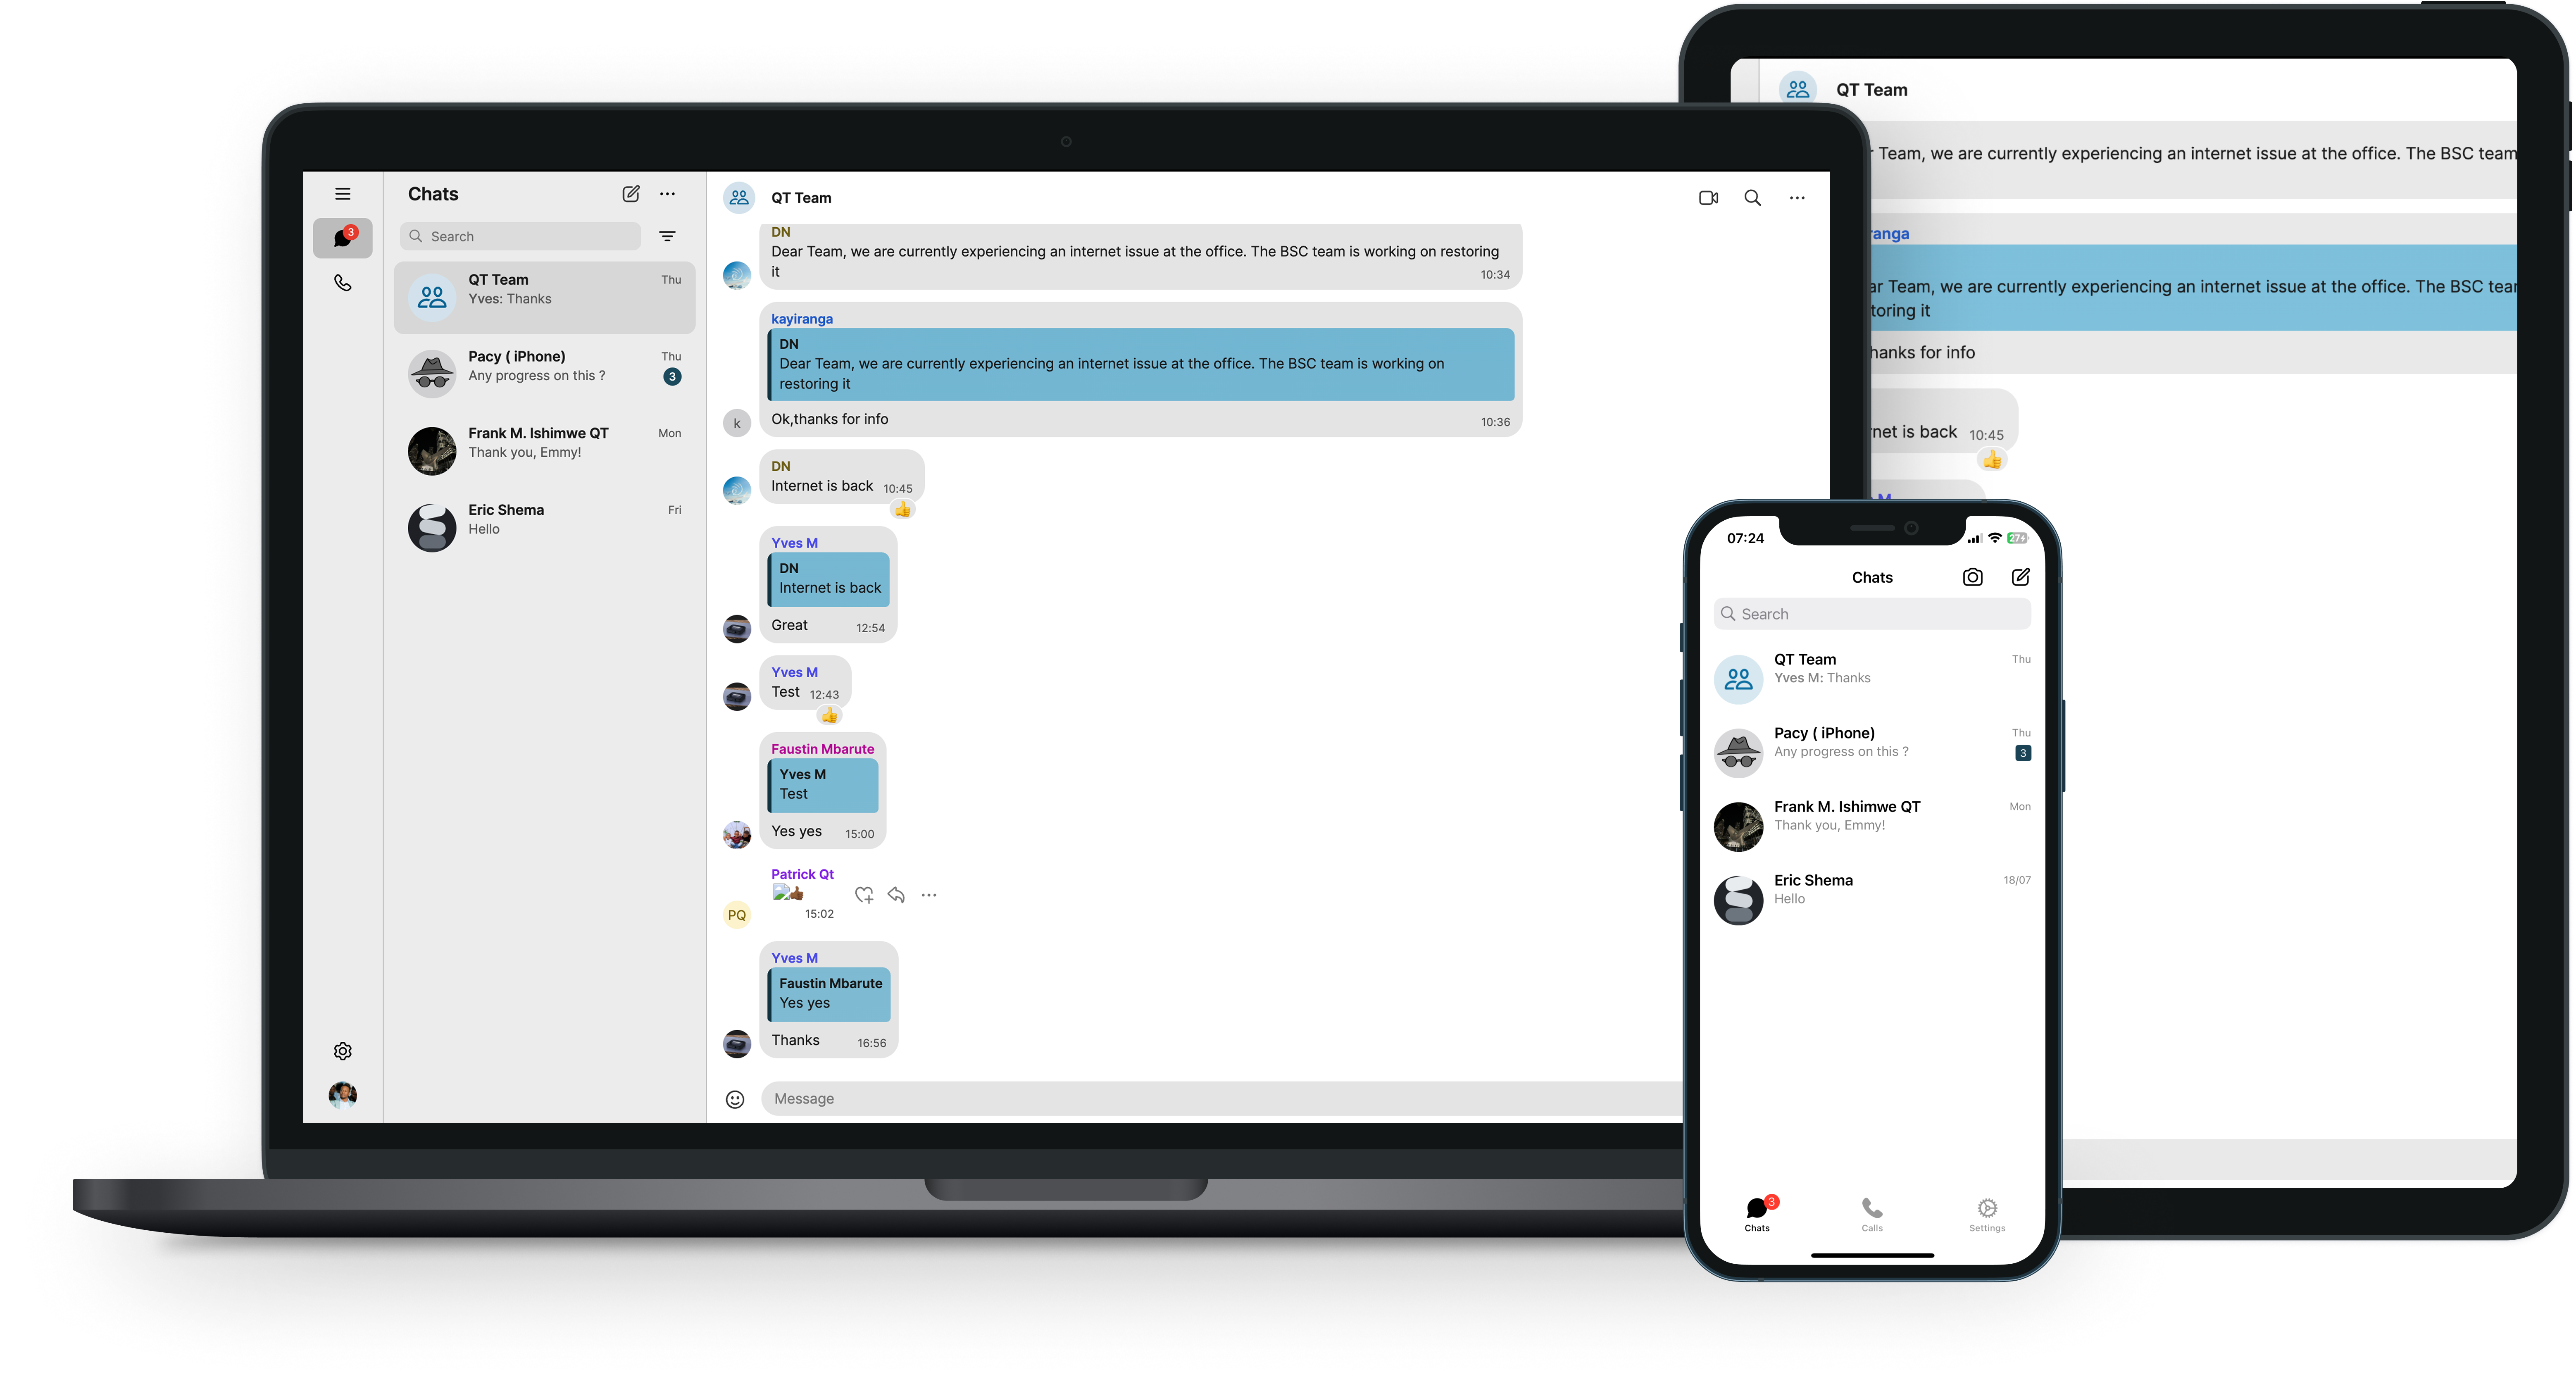 Chats
3
Search
QT Team
Thu
Yves: Thanks
Pacy ( iPhone)
Thu
Any progress on this ?
3
Frank M. Ishimwe QT
Mon
Thank you, Emmy!
Eric Shema
Fri
Hello
QT Team
DN
Dear Team, we are currently experiencing an internet issue at the office. The BSC team is working on restoring
it
10:34
kayiranga
DN
Dear Team, we are currently experiencing an internet issue at the office. The BSC team is working on
restoring it
k
Ok,thanks for info
10:36
DN
Internet is back 10:45
Yves M
DN
Internet is back
Great
12:54
Yves M
Test 12:43
Faustin Mbarute
Yves M
Test
Yes yes
15:00
Patrick Qt
PQ
15:02
Yves M
Faustin Mbarute
Yes yes
Thanks
16:56
Message
QT Team
Team, we are currently experiencing an internet issue at the office. The BSC team
anga
ar Team, we are currently experiencing an internet issue at the office. The BSC tear
toring it
hanks for info
net is back 10:45
M
07:24
27
Chats
Search
QT Team
Thu
Yves M: Thanks
Pacy ( iPhone)
Thu
Any progress on this ?
3
Frank M. Ishimwe QT
Mon
Thank you, Emmy!
Eric Shema
18/07
Hello
3
Chats
Calls
Settings